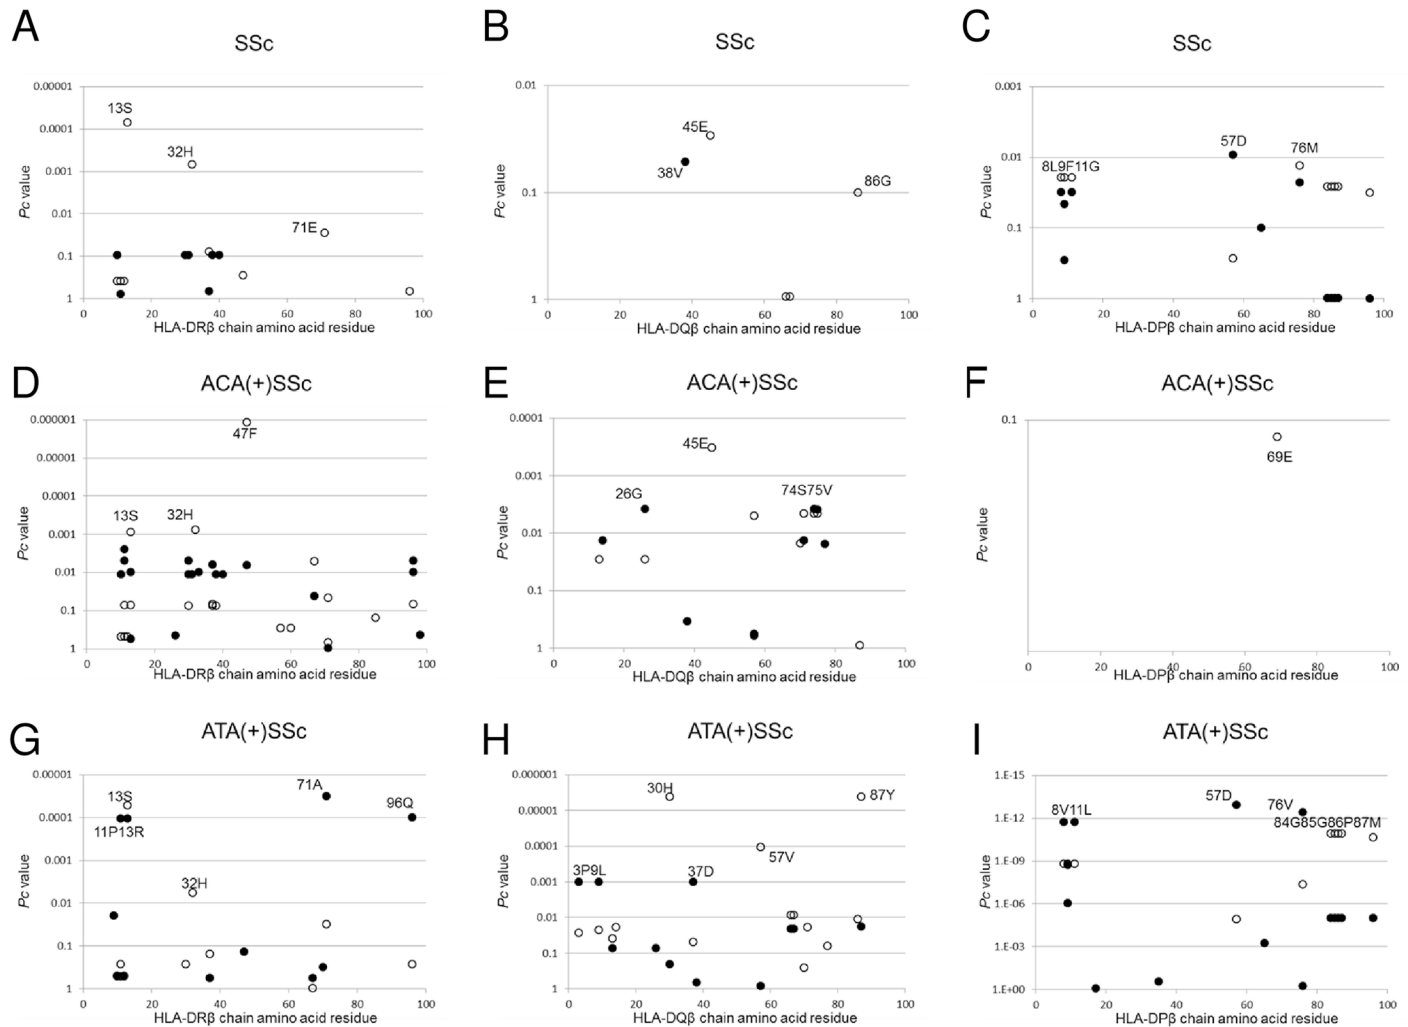 A
SSc
0.00001
0.0001
0.001
0.01
0.1
1
Pc value
13S
32H
71E
0 20 40 60 80 100
HLA-DRβ chain amino acid residue
B
SSc
0.01
0.1
1
Pc value
45E
38V
86G
0 20 40 60 80 100
HLA-DQβ chain amino acid residue
C
SSc
0.001
0.01
0.1
1
Pc value
8L9F11G
57D
76M
0 20 40 60 80 100
HLA-DPβ chain amino acid residue
D
ACA(+)SSc
0.000001
0.00001
0.0001
0.001
0.01
0.1
1
Pc value
47F
13S
32H
0 20 40 60 80 100
HLA-DRβ chain amino acid residue
E
ACA(+)SSc
0.0001
0.001
0.01
0.1
1
Pc value
45E
26G
74S75V
0 20 40 60 80 100
HLA-DQβ chain amino acid residue
F
ACA(+)SSc
0.1
Pc value
69E
0 20 40 60 80 100
HLA-DPβ chain amino acid residue
G
ATA(+)SSc
0.00001
0.0001
0.001
0.01
0.1
1
Pc value
13S
11P13R
71A
96Q
32H
0 20 40 60 80 100
HLA-DRβ chain amino acid residue
H
ATA(+)SSc
0.000001
0.00001
0.0001
0.001
0.01
0.1
1
Pc value
30H
87Y
57V
3P9L
37D
0 20 40 60 80 100
HLA-DQβ chain amino acid residue
I
ATA(+)SSc
1.E-15
1.E-12
1.E-09
1.E-06
1.E-03
1.E+00
Pc value
8V11L
57D
76V
84G85G86P87M
0 20 40 60 80 100
HLA-DPβ chain amino acid residue